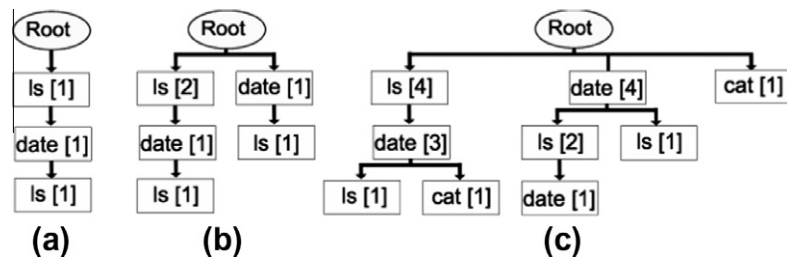 Root Root Root
ls [1] ls [2] date [1] ls [4] date [4] cat [1]
date [1] date [1] ls [1] date [3] ls [2] ls [1]
ls [1] ls [1] ls [1] cat [1] date [1]
(a) (b) (c)